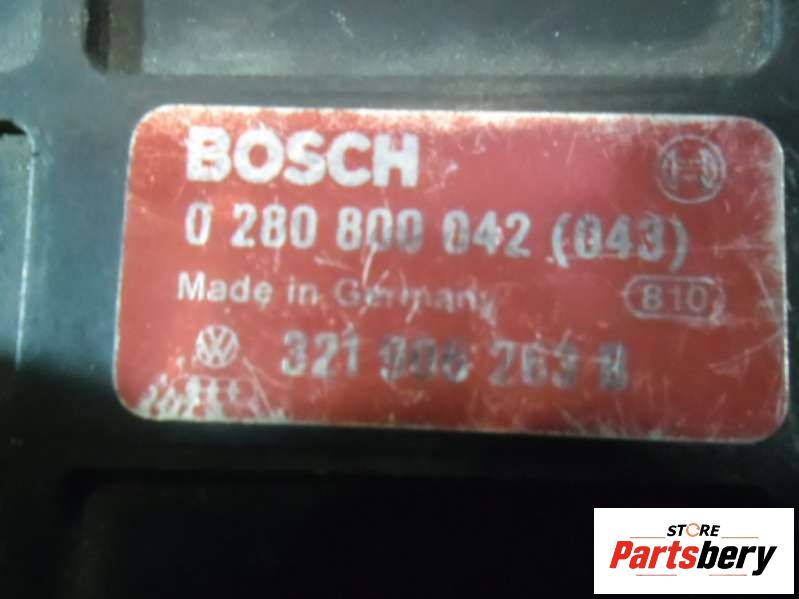 BOSCH
0 280 800 042 (043)
Made in Germany 810
321 906 263 B
STORE
Partsbery